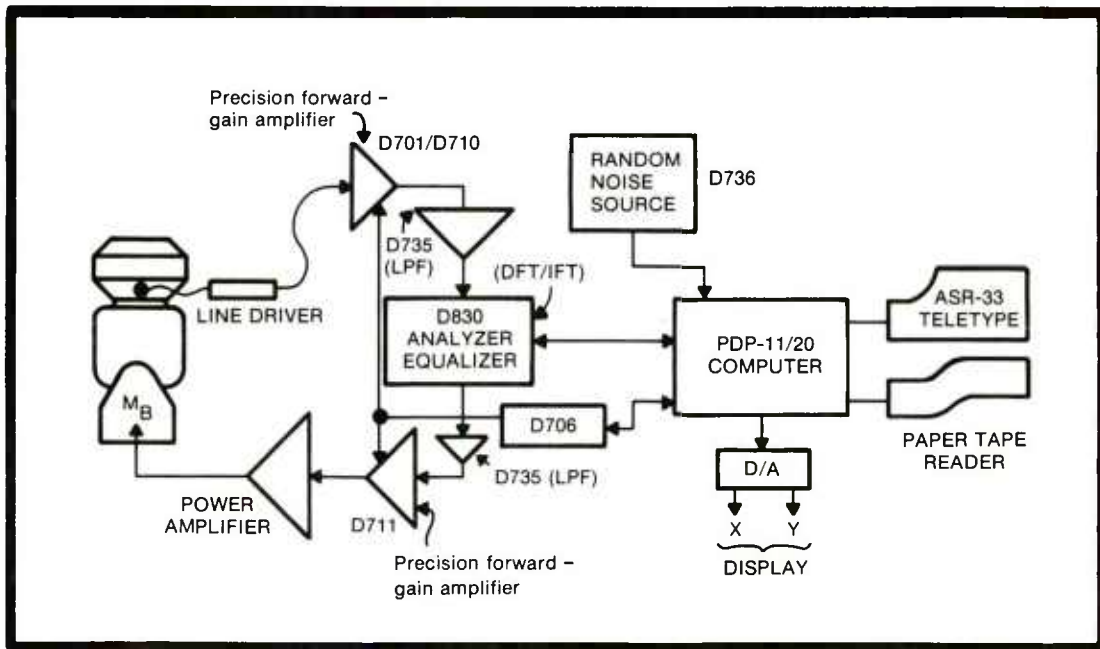 Precision forward –
gain amplifier
D701/D710
RANDOM
NOISE
SOURCE
D736
D735
(LPF)
(DFT/IFT)
LINE DRIVER
D830
ANALYZER
EQUALIZER
PDP-11/20
COMPUTER
ASR-33
TELETYPE
MB
D706
PAPER TAPE
READER
D735 (LPF)
D/A
POWER
AMPLIFIER
D711
X Y
Precision forward –
gain amplifier
DISPLAY